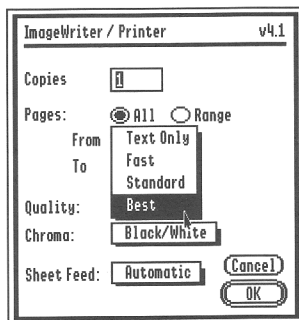 ImageWriter / Printer v4.1
Copies 1
Pages: All Range
From Text Only
To Fast
Standard
Quality: Best
Chroma: Black/White
Sheet Feed: Automatic Cancel
OK